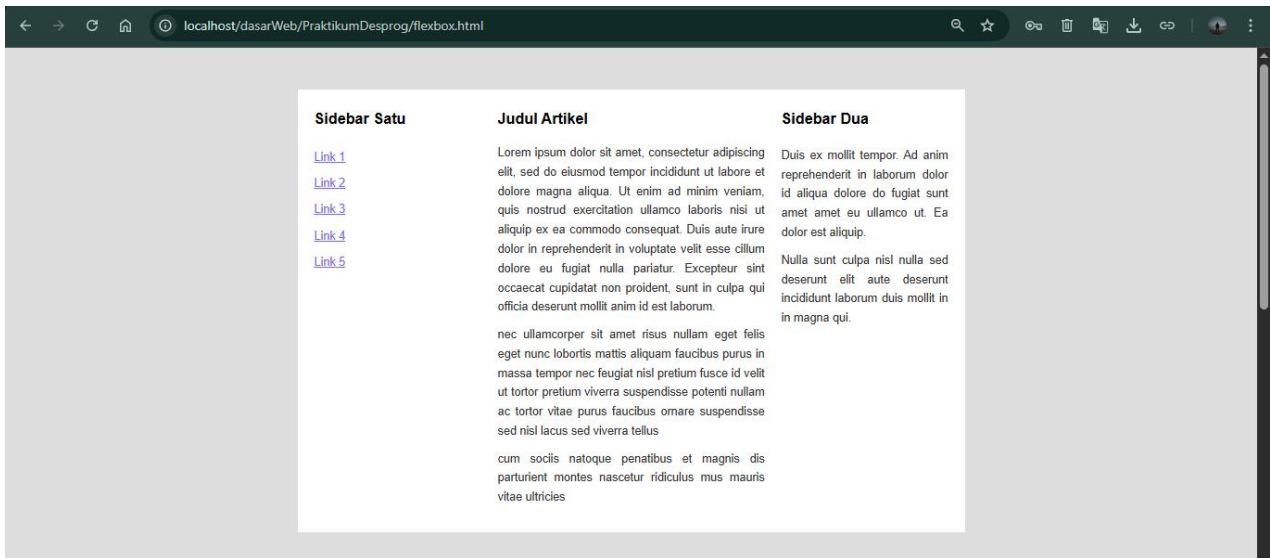 localhost/dasarWeb/PraktikumDesprog/flexbox.html
Sidebar Satu
Link 1
Link 2
Link 3
Link 4
Link 5
Judul Artikel
Lorem ipsum dolor sit amet, consectetur adipiscing
elit, sed do eiusmod tempor incididunt ut labore et
dolore magna aliqua. Ut enim ad minim veniam,
quis nostrud exercitation ullamco laboris nisi ut
aliquip ex ea commodo consequat. Duis aute irure
dolor in reprehenderit in voluptate velit esse cillum
dolore eu fugiat nulla pariatur. Excepteur sint
occaecat cupidatat non proident, sunt in culpa qui
officia deserunt mollit anim id est laborum.
nec ullamcorper sit amet risus nullam eget felis
eget nunc lobortis mattis aliquam faucibus purus in
massa tempor nec feugiat nisl pretium fusce id velit
ut tortor pretium viverra suspendisse potenti nullam
ac tortor vitae purus faucibus ornare suspendisse
sed nisl lacus sed viverra tellus
cum sociis natoque penatibus et magnis dis
parturient montes nascetur ridiculus mus mauris
vitae ultricies
Sidebar Dua
Duis ex mollit tempor. Ad anim
reprehenderit in laborum dolor
id aliqua dolore do fugiat sunt
amet amet eu ullamco ut. Ea
dolor est aliquip.
Nulla sunt culpa nisl nulla sed
deserunt elit aute deserunt
incididunt laborum duis mollit in
in magna qui.